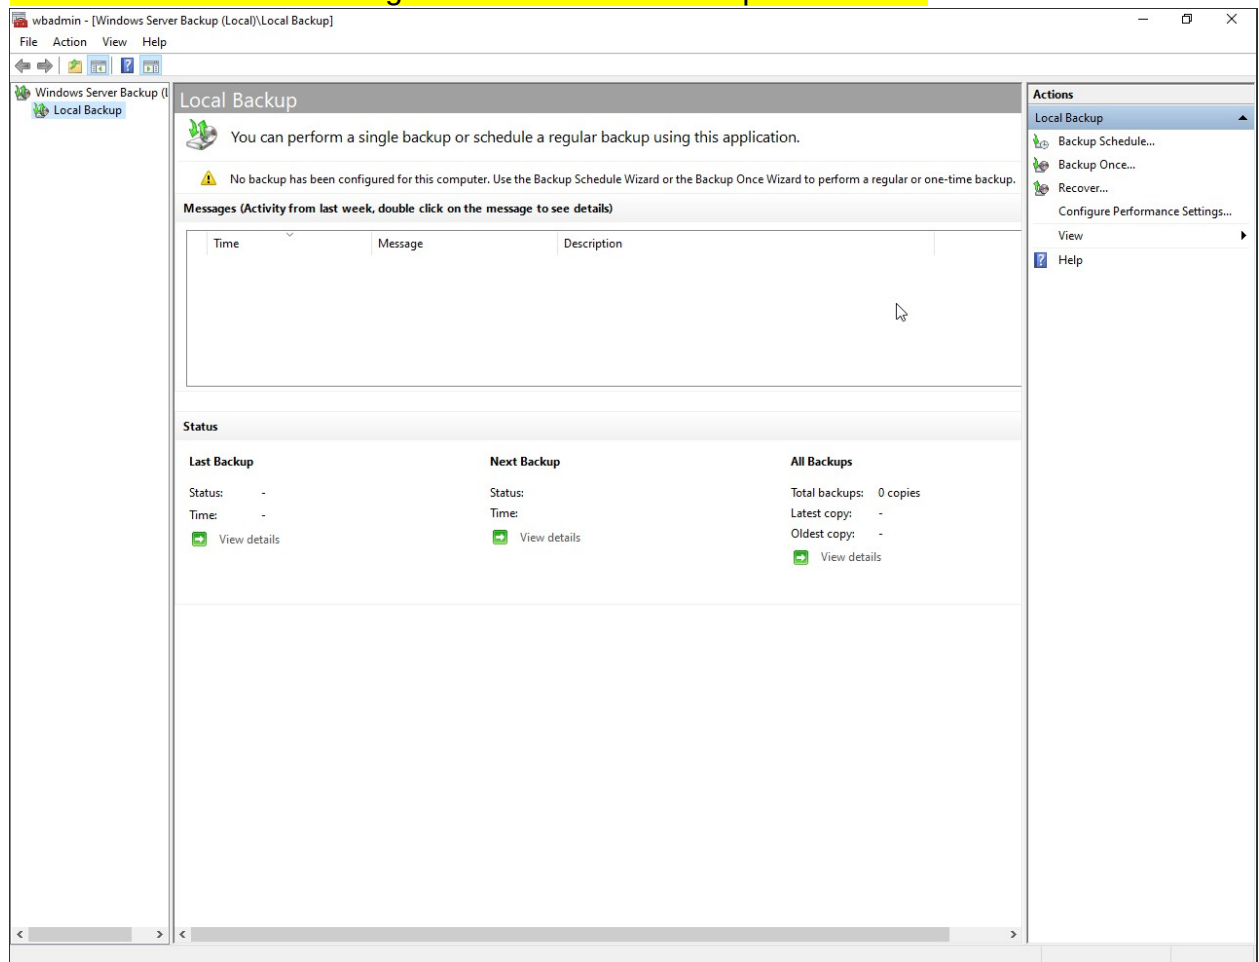 wbadmin - [Windows Server Backup (Local)\Local Backup]
File Action View Help
Windows Server Backup (L
Local Backup
Local Backup
You can perform a single backup or schedule a regular backup using this application.
No backup has been configured for this computer. Use the Backup Schedule Wizard or the Backup Once Wizard to perform a regular or one-time backup.
Messages (Activity from last week, double click on the message to see details)
Time Message Description
Status
Last Backup
Status: -
Time: -
View details
Next Backup
Status:
Time:
View details
All Backups
Total backups: 0 copies
Latest copy: -
Oldest copy: -
View details
Actions
Local Backup
Backup Schedule...
Backup Once...
Recover...
Configure Performance Settings...
View
Help